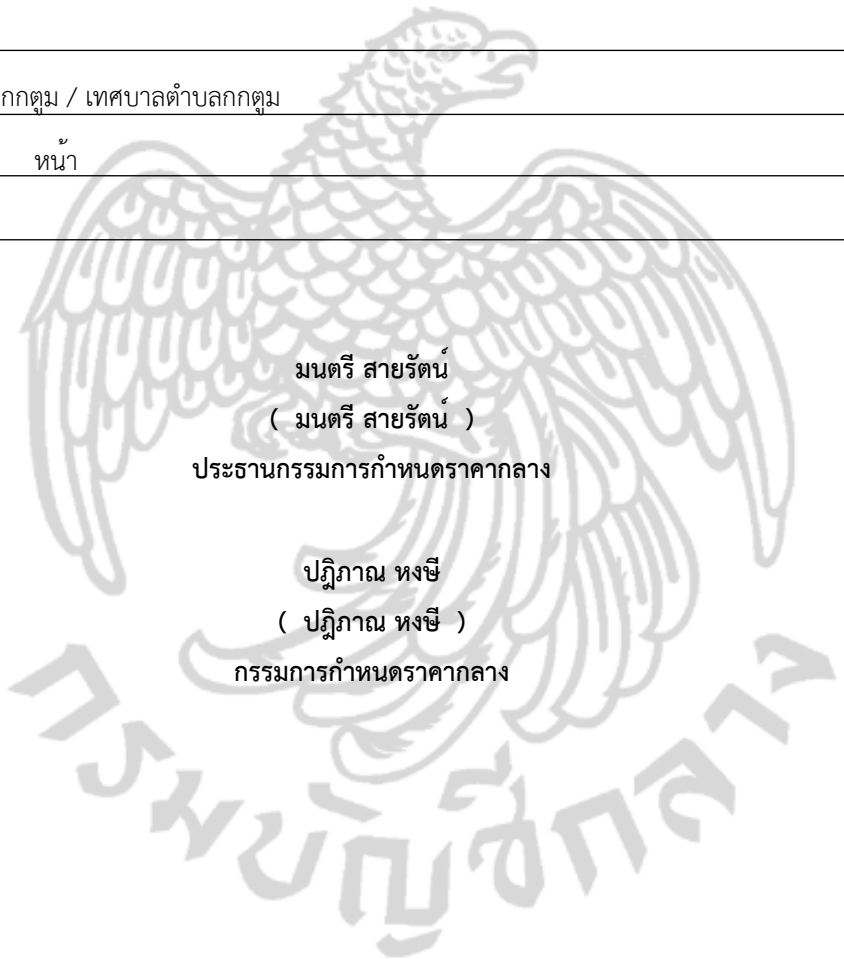 กกตูม / เทศบาลตำบลกกตูม
หน้า
มนตรี สายรัตน์
( มนตรี สายรัตน์ )
ประธานกรรมการกำหนดราคากลาง
ปฎิภาณ หงษี
( ปฎิภาณ หงษี )
กรรมการกำหนดราคากลาง
กรมบัญชีกลาง